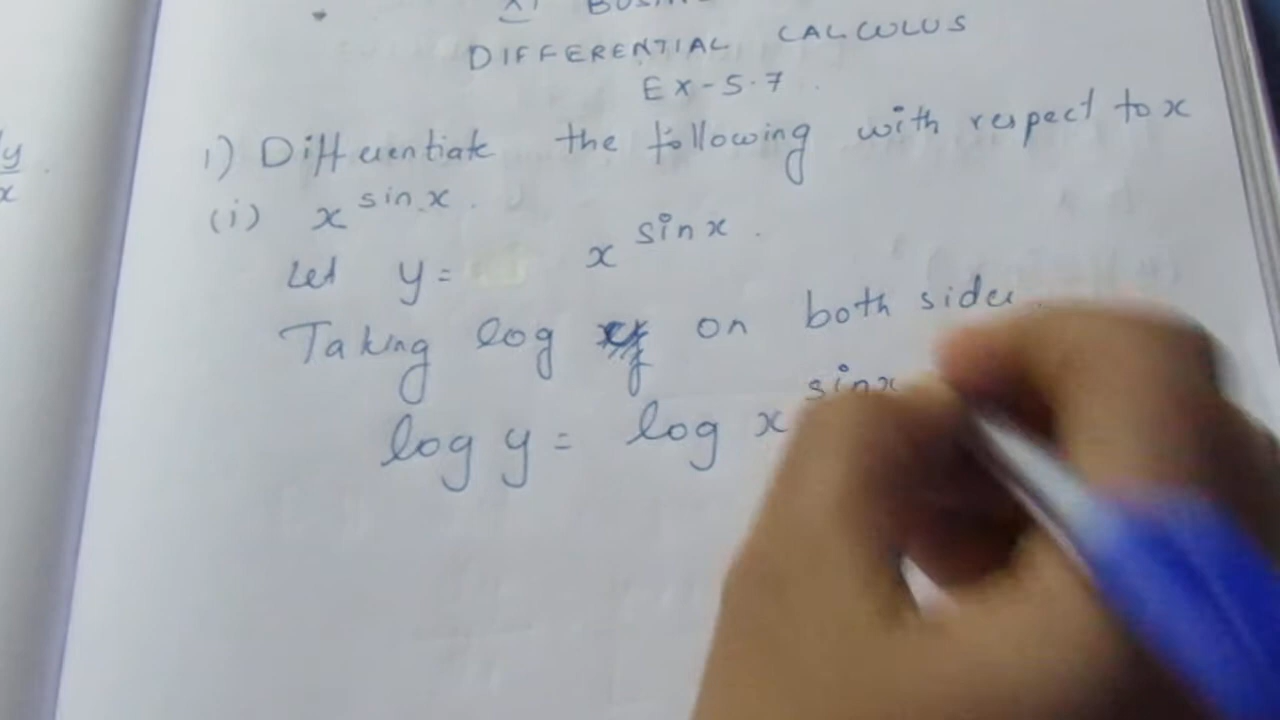 DIFFERENTIAL CALCULUS
EX-5.7
1) Differentiate the following with respect to x
(i) x^sin x.
Let y = x^sin x.
Taking log on both sides
log y = log x^sin x
y
x